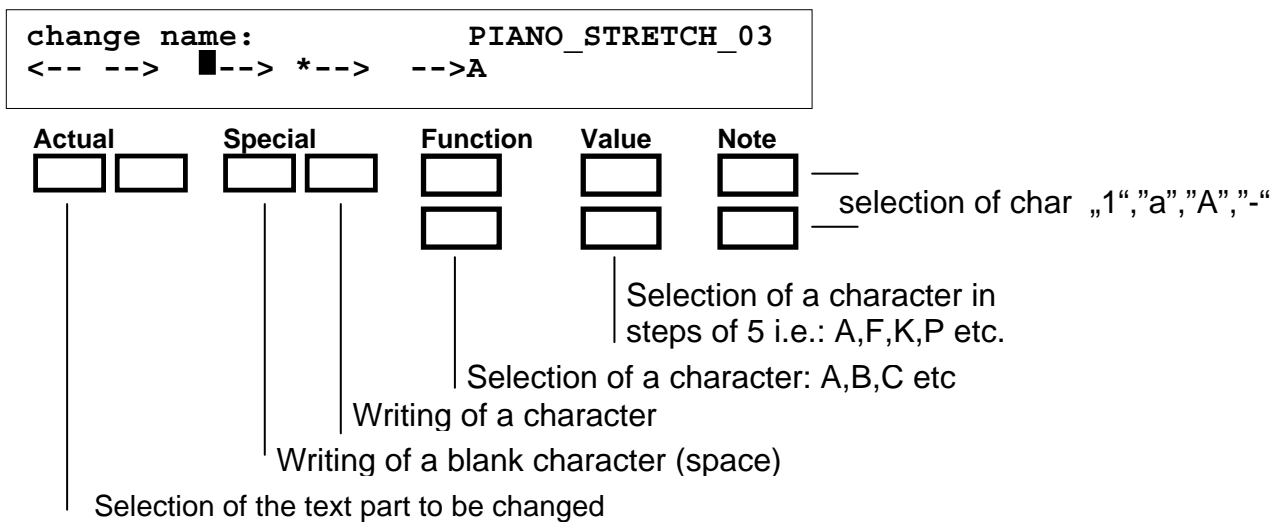 change name: PIANO_STRETCH_03
<-- --> █--> *--> -->A
Actual Special Function Value Note
selection of char „1“,”a”,”A”,”-“
Selection of a character in
steps of 5 i.e.: A,F,K,P etc.
Selection of a character: A,B,C etc
Writing of a character
Writing of a blank character (space)
Selection of the text part to be changed